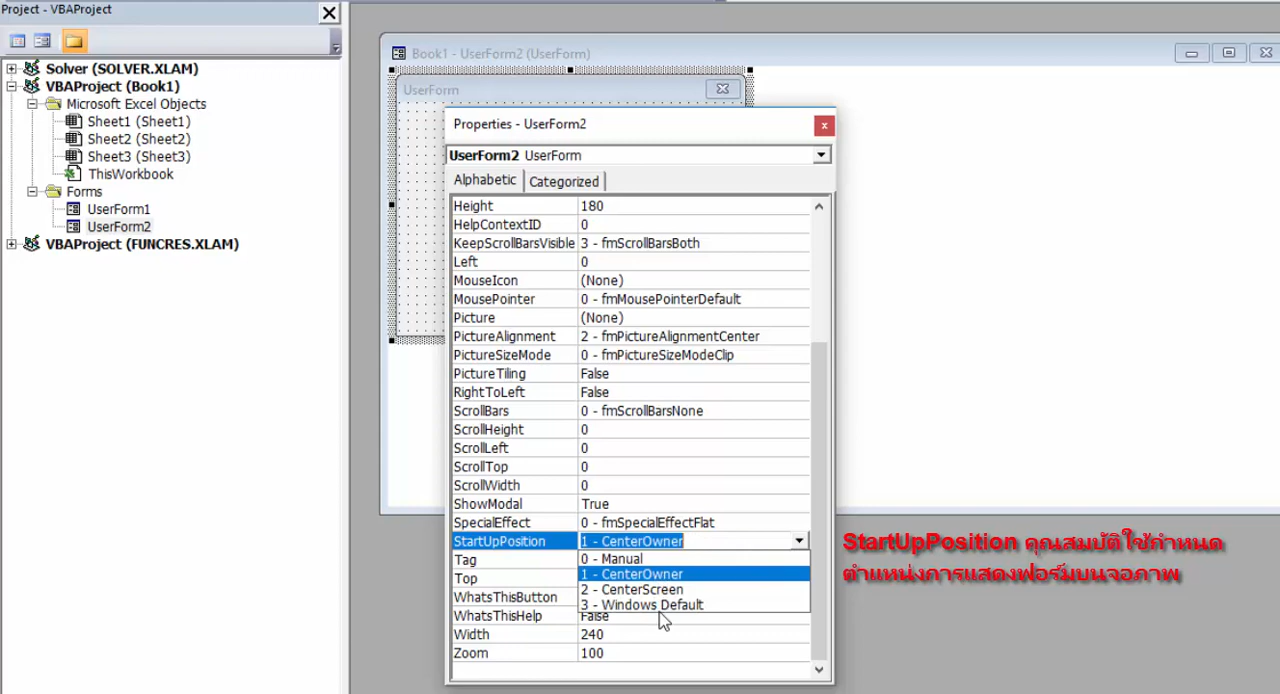 Project - VBAProject
Solver (SOLVER.XLAM)
VBAProject (Book1)
Microsoft Excel Objects
Sheet1 (Sheet1)
Sheet2 (Sheet2)
Sheet3 (Sheet3)
ThisWorkbook
Forms
UserForm1
UserForm2
VBAProject (FUNCRES.XLAM)
Book1 - UserForm2 (UserForm)
UserForm
Properties - UserForm2
UserForm2 UserForm
Alphabetic Categorized
Height 180
HelpContextID 0
KeepScrollBarsVisible 3 - fmScrollBarsBoth
Left 0
MouseIcon (None)
MousePointer 0 - fmMousePointerDefault
Picture (None)
PictureAlignment 2 - fmPictureAlignmentCenter
PictureSizeMode 0 - fmPictureSizeModeClip
PictureTiling False
RightToLeft False
ScrollBars 0 - fmScrollBarsNone
ScrollHeight 0
ScrollLeft 0
ScrollTop 0
ScrollWidth 0
ShowModal True
SpecialEffect 0 - fmSpecialEffectFlat
StartUpPosition 1 - CenterOwner
Tag 0 - Manual
Top 1 - CenterOwner
2 - CenterScreen
WhatsThisButton 3 - Windows Default
WhatsThisHelp False
Width 240
Zoom 100
StartUpPosition คุณสมบัติใช้กำหนด
ตำแหน่งการแสดงฟอร์มบนจอภาพ